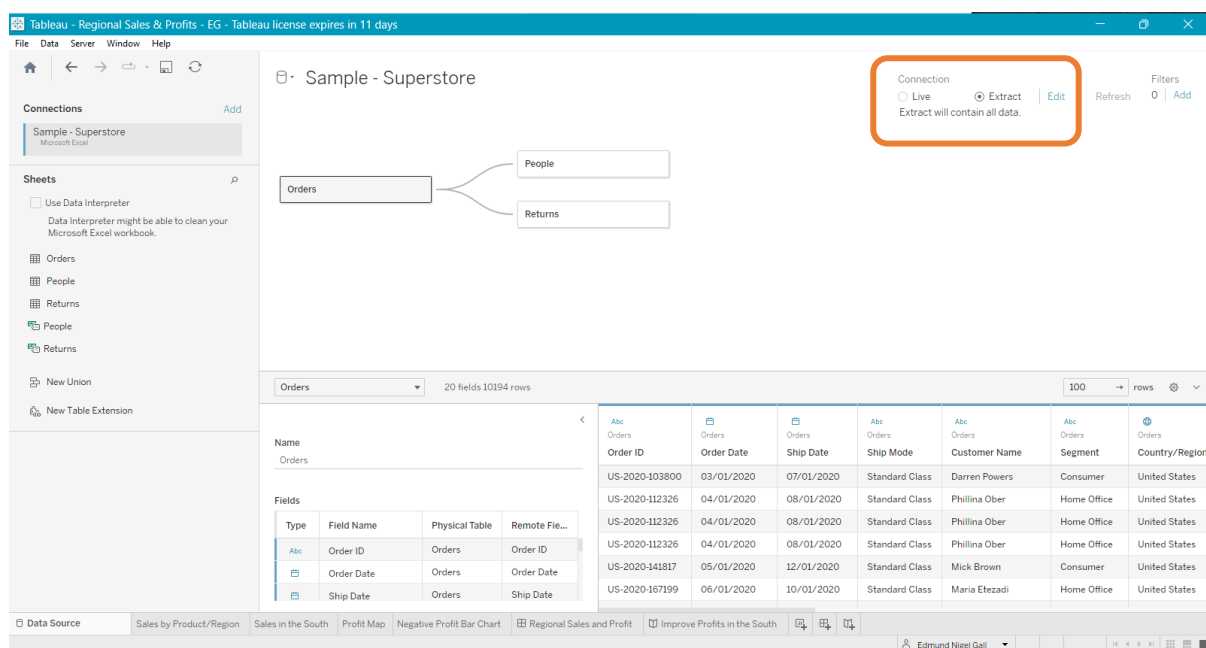 Tableau - Regional Sales & Profits - EG - Tableau license expires in 11 days
File Data Server Window Help
Connections Add
Sample - Superstore
Microsoft Excel
Sheets
Use Data Interpreter
Data Interpreter might be able to clean your
Microsoft Excel workbook.
Orders
People
Returns
People
Returns
New Union
New Table Extension
Sample - Superstore
Connection
Live Extract Edit Refresh
Extract will contain all data.
Filters
0 Add
Orders
People
Returns
Orders 20 fields 10194 rows 100 → rows
Name
Orders
Fields
Type Field Name Physical Table Remote Fie...
Abc Order ID Orders Order ID
Order Date Orders Order Date
Ship Date Orders Ship Date
Abc Abc Abc Abc
Orders Orders Orders Orders Orders Orders Orders
Order ID Order Date Ship Date Ship Mode Customer Name Segment Country/Region
US-2020-103800 03/01/2020 07/01/2020 Standard Class Darren Powers Consumer United States
US-2020-112326 04/01/2020 08/01/2020 Standard Class Phillina Ober Home Office United States
US-2020-112326 04/01/2020 08/01/2020 Standard Class Phillina Ober Home Office United States
US-2020-112326 04/01/2020 08/01/2020 Standard Class Phillina Ober Home Office United States
US-2020-141817 05/01/2020 12/01/2020 Standard Class Mick Brown Consumer United States
US-2020-167199 06/01/2020 10/01/2020 Standard Class Maria Etezadi Home Office United States
Data Source Sales by Product/Region Sales in the South Profit Map Negative Profit Bar Chart Regional Sales and Profit Improve Profits in the South
Edmund Nigel Gall